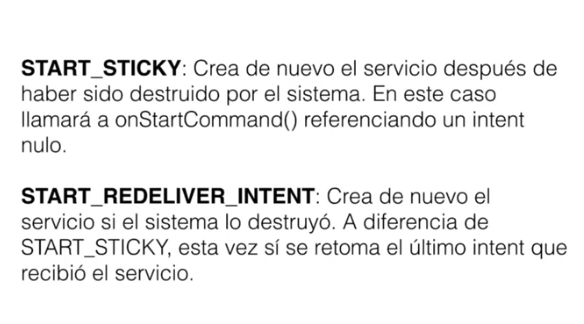 START_STICKY: Crea de nuevo el servicio después de
haber sido destruido por el sistema. En este caso
llamará a onStartCommand() referenciando un intent
nulo.
START_REDELIVER_INTENT: Crea de nuevo el
servicio si el sistema lo destruyó. A diferencia de
START_STICKY, esta vez sí se retoma el último intent que
recibió el servicio.